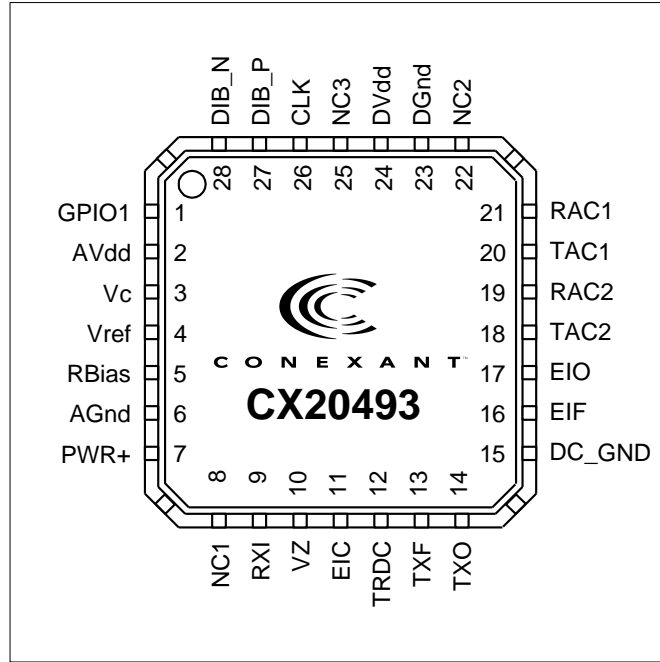 DIB_N
DIB_P
CLK
NC3
DVdd
DGnd
NC2
28
27
26
25
24
23
22
GPIO1 1
AVdd 2
Vc 3
Vref 4
RBias 5
AGnd 6
PWR+ 7
21 RAC1
20 TAC1
19 RAC2
18 TAC2
17 EIO
16 EIF
15 DC_GND
CONEXANT™
CX20493
8
9
10
11
12
13
14
NC1
RXI
VZ
EIC
TRDC
TXF
TXO